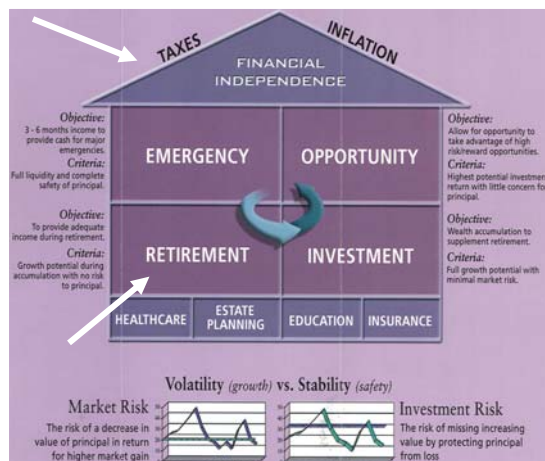 TAXES
INFLATION
FINANCIAL
INDEPENDENCE
Objective:
3 - 6 months income to
provide cash for major
emergencies.
Criteria:
Full liquidity and complete
safety of principal.
EMERGENCY
OPPORTUNITY
Objective:
Allow for opportunity to
take advantage of high
risk/reward opportunities.
Criteria:
Highest potential investment
return with little concern for
principal.
Objective:
To provide adequate
income during retirement.
Criteria:
Growth potential during
accumulation with no risk
to principal.
RETIREMENT
INVESTMENT
Objective:
Wealth accumulation to
supplement retirement.
Criteria:
Full growth potential with
minimal market risk.
HEALTHCARE
ESTATE
PLANNING
EDUCATION
INSURANCE
Volatility (growth) vs. Stability (safety)
Market Risk
The risk of a decrease in
value of principal in return
for higher market gain
Investment Risk
The risk of missing increasing
value by protecting principal
from loss